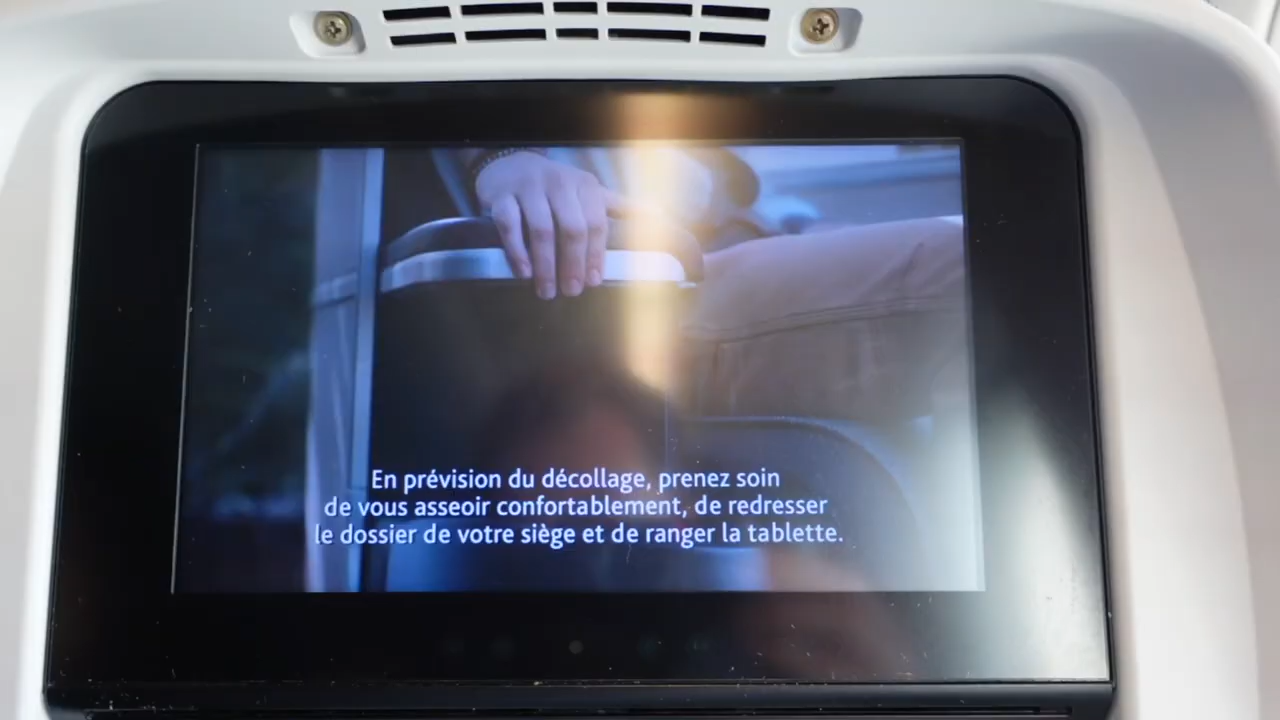 En prévision du décollage, prenez soin
de vous asseoir confortablement, de redresser
le dossier de votre siège et de ranger la tablette.